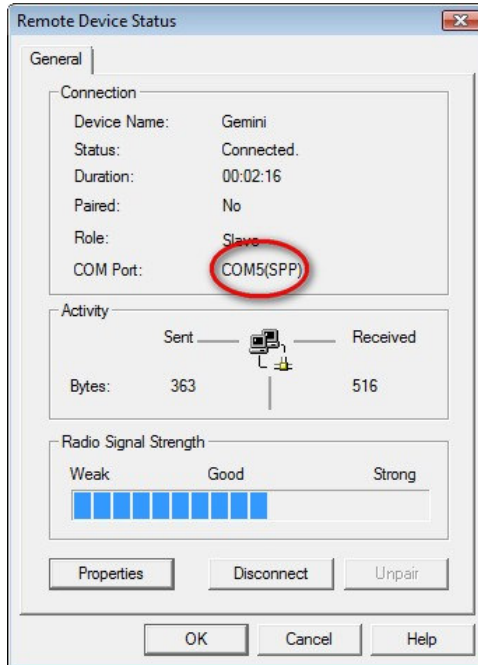 Remote Device Status
General
Connection
Device Name: Gemini
Status: Connected.
Duration: 00:02:16
Paired: No
Role: Slave
COM Port: COM5(SPP)
Activity
Sent Received
Bytes: 363 516
Radio Signal Strength
Weak Good Strong
Properties Disconnect Unpair
OK Cancel Help